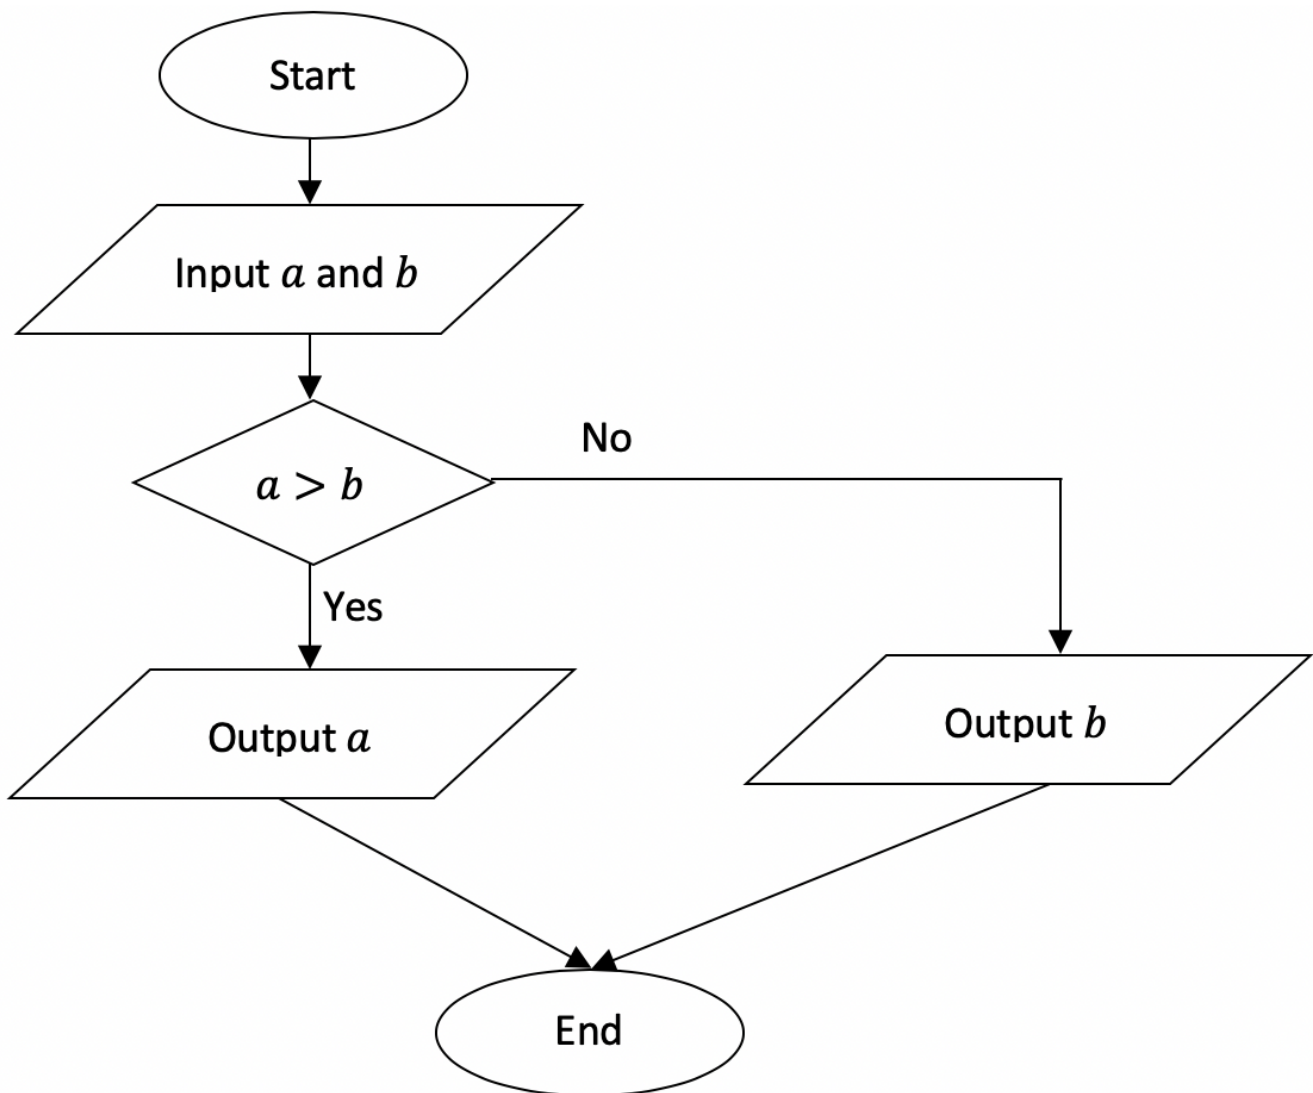 Start
Input a and b
a > b
No
Yes
Output a
Output b
End